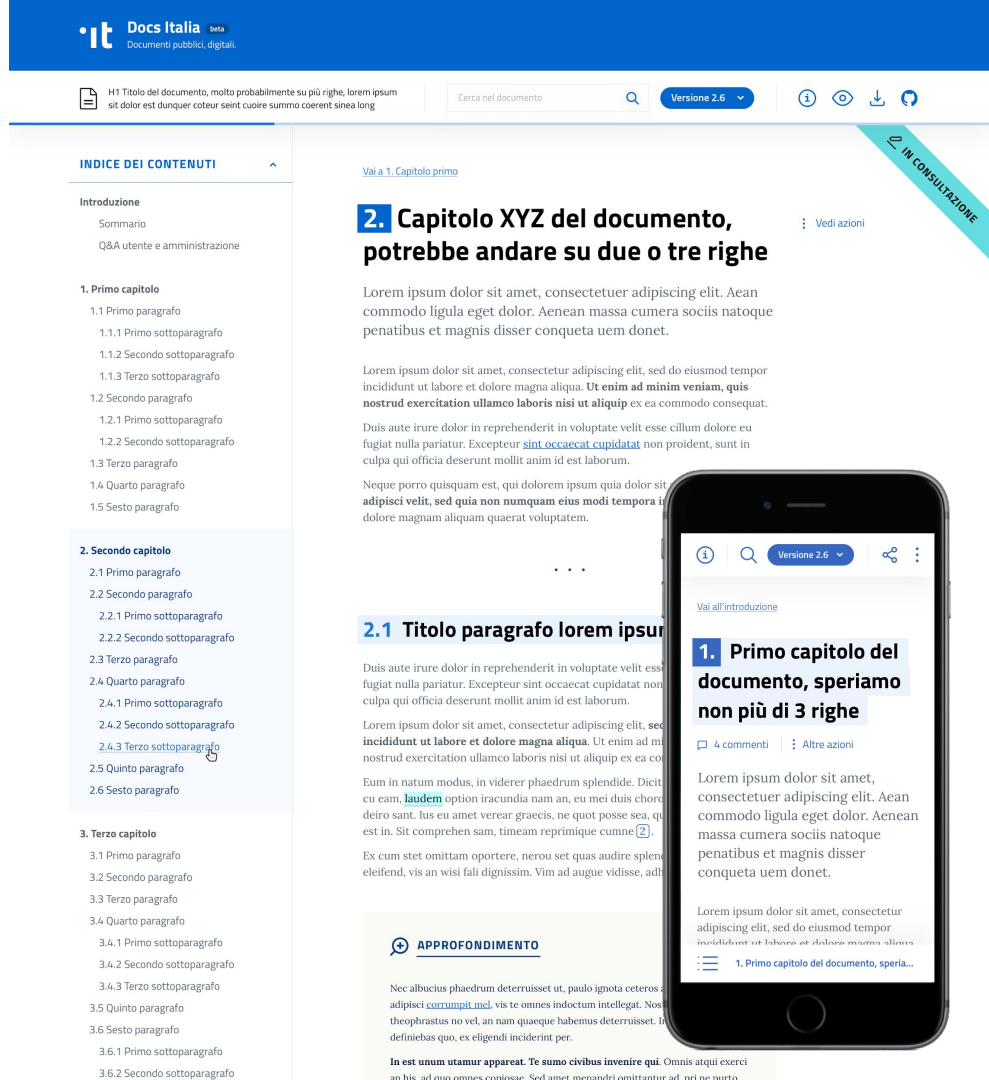 Docs Italia beta
Documenti pubblici, digitali.
H1 Titolo del documento, molto probabilmente su più righe, lorem ipsum
sit dolor est dunquer coteur seint cuoire summo coerent sinea long
Cerca nel documento
Versione 2.6
IN CONSULTAZIONE
INDICE DEI CONTENUTI
Introduzione
Sommario
Q&A utente e amministrazione
1. Primo capitolo
1.1 Primo paragrafo
1.1.1 Primo sottoparagrafo
1.1.2 Secondo sottoparagrafo
1.1.3 Terzo sottoparagrafo
1.2 Secondo paragrafo
1.2.1 Primo sottoparagrafo
1.2.2 Secondo sottoparagrafo
1.3 Terzo paragrafo
1.4 Quarto paragrafo
1.5 Sesto paragrafo
2. Secondo capitolo
2.1 Primo paragrafo
2.2 Secondo paragrafo
2.2.1 Primo sottoparagrafo
2.2.2 Secondo sottoparagrafo
2.3 Terzo paragrafo
2.4 Quarto paragrafo
2.4.1 Primo sottoparagrafo
2.4.2 Secondo sottoparagrafo
2.4.3 Terzo sottoparagrafo
2.5 Quinto paragrafo
2.6 Sesto paragrafo
3. Terzo capitolo
3.1 Primo paragrafo
3.2 Secondo paragrafo
3.3 Terzo paragrafo
3.4 Quarto paragrafo
3.4.1 Primo sottoparagrafo
3.4.2 Secondo sottoparagrafo
3.4.3 Terzo sottoparagrafo
3.5 Quinto paragrafo
3.6 Sesto paragrafo
3.6.1 Primo sottoparagrafo
3.6.2 Secondo sottoparagrafo
Vai a 1. Capitolo primo
2. Capitolo XYZ del documento,
potrebbe andare su due o tre righe
Vedi azioni
Lorem ipsum dolor sit amet, consectetuer adipiscing elit. Aean
commodo ligula eget dolor. Aenean massa cumera sociis natoque
penatibus et magnis disser conqueta uem donet.
Lorem ipsum dolor sit amet, consectetur adipiscing elit, sed do eiusmod tempor
incididunt ut labore et dolore magna aliqua. Ut enim ad minim veniam, quis
nostrud exercitation ullamco laboris nisi ut aliquip ex ea commodo consequat.
Duis aute irure dolor in reprehenderit in voluptate velit esse cillum dolore eu
fugiat nulla pariatur. Excepteur sint occaecat cupidatat non proident, sunt in
culpa qui officia deserunt mollit anim id est laborum.
Neque porro quisquam est, qui dolorem ipsum quia dolor sit
adipisci velit, sed quia non numquam eius modi tempora
dolore magnam aliquam quaerat voluptatem.
. . .
2.1 Titolo paragrafo lorem
Duis aute irure dolor in reprehenderit in voluptate velit
fugiat nulla pariatur. Excepteur sint occaecat cupidatat non
culpa qui officia deserunt mollit anim id est laborum.
Lorem ipsum dolor sit amet, consectetur adipiscing elit,
incididunt ut labore et dolore magna aliqua. Ut enim ad
nostrud exercitation ullamco laboris nisi ut aliquip ex ea
Eum in natum modus, in viderer phaedrum splendide.
cu eam, laudem option iracundia nam an, eu mei duis
deiro sant. Ius eu amet verear graecis, ne quot posse sea,
est in. Sit comprehen sam, timeam reprimique cumne 2 .
Ex cum stet omittam oportere, nerou set quas audire
eleifend, vis an wisi fali dignissim. Vim ad augue vidisse,
APPROFONDIMENTO
Nec albucius phaedrum deterruisset ut, paulo ignota ceteros
adipisci corrumpit mel, vis te omnes indoctum intellegat. Nos
theophrastus no vel, an nam quaeque habemus deterruisset.
definiebas quo, ex eligendi inciderint per.
In est unum utamur appareat. Te sumo civibus invenire qui. Omnis atqui exerci
an his, ad quo omnes copiosae. Sed amet menandri omittantur ad, pri ne purto
Versione 2.6
Vai all'introduzione
1. Primo capitolo del
documento, speriamo
non più di 3 righe
4 commenti
Altre azioni
Lorem ipsum dolor sit amet,
consectetuer adipiscing elit. Aean
commodo ligula eget dolor. Aenean
massa cumera sociis natoque
penatibus et magnis disser
conqueta uem donet.
Lorem ipsum dolor sit amet, consectetur
adipiscing elit, sed do eiusmod tempor
incididunt ut labore et dolore magna aliqua
1. Primo capitolo del documento, speria...